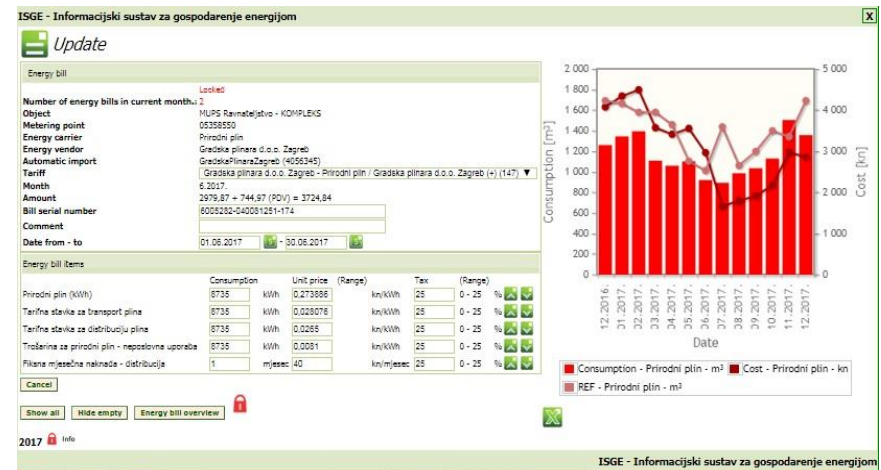 ISGE - Informacijski sustav za gospodarenje energijom X
Update
Energy bill
Locked
Number of energy bills in current month.: 2
Object MUPS Ravnateljstvo - KOMPLEKS
Metering point 05358550
Energy carrier Prirodni plin
Energy vendor Gradska plinara d.o.o. Zagreb
Automatic import GradskaPlinaraZagreb (4056345)
Tariff Gradska plinara d.o.o. Zagreb - Prirodni plin / Gradska plinara d.o.o. Zagreb (+) (147) ▼
Month 6.2017.
Amount 2979,87 + 744,97 (PDV) = 3724,84
Bill serial number 6005282-040081251-174
Comment
Date from - to 01.06.2017 - 30.06.2017
Energy bill items
Consumption Unit price (Range) Tax (Range)
Prirodni plin (kWh) 8735 kWh 0,273886 kn/kWh 25 0 - 25 %
Tarifna stavka za transport plina 8735 kWh 0,028076 kn/kWh 25 0 - 25 %
Tarifna stavka za distribuciju plina 8735 kWh 0,0265 kn/kWh 25 0 - 25 %
Trošarina za prirodni plin - neposlovna uporaba 8735 kWh 0,0081 kn/kWh 25 0 - 25 %
Fiksna mjesečna naknada - distribucija 1 mjesec 40 kn/mjesec 25 0 - 25 %
Cancel
Show all Hide empty Energy bill overview
2017 Info
2 000
1 800
1 600
1 400
1 200
1 000
800
600
400
200
0
Consumption [m³]
5 000
4 000
3 000
2 000
1 000
0
Cost [kn]
12.2016.
01.2017.
02.2017.
03.2017.
04.2017.
05.2017.
06.2017.
07.2017.
08.2017.
09.2017.
10.2017.
11.2017.
12.2017.
Date
Consumption - Prirodni plin - m³ Cost - Prirodni plin - kn
REF - Prirodni plin - m³
ISGE - Informacijski sustav za gospodarenje energijom